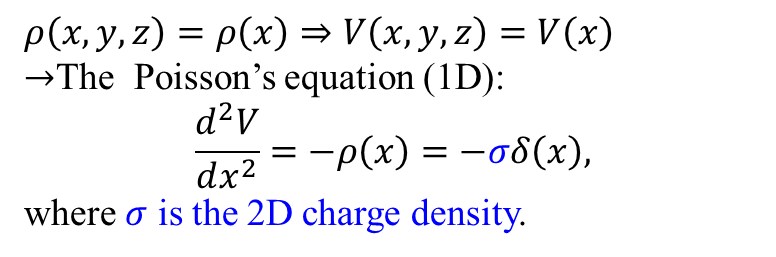 ρ(x, y, z) = ρ(x) ⇒ V(x, y, z) = V(x)
→The Poisson's equation (1D):
d²V/dx² = −ρ(x) = −σδ(x),
where σ is the 2D charge density.